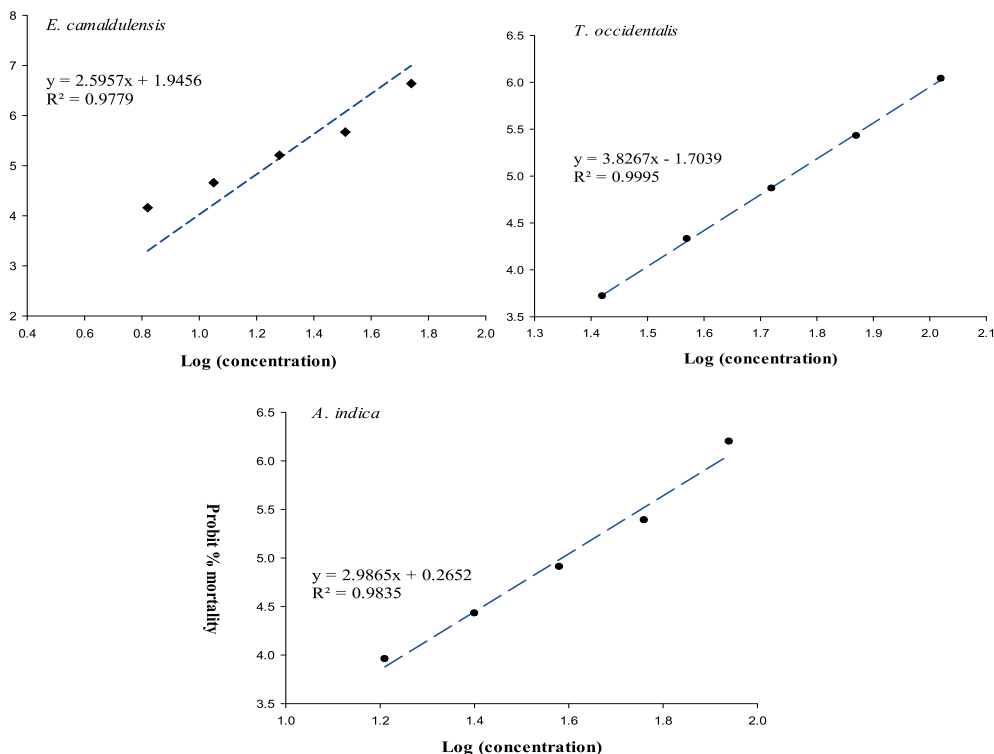 E. camaldulensis
y = 2.5957x + 1.9456
R² = 0.9779
8
7
6
5
4
3
2
0.4 0.6 0.8 1.0 1.2 1.4 1.6 1.8 2.0
Log (concentration)
T. occidentalis
y = 3.8267x - 1.7039
R² = 0.9995
6.5
6.0
5.5
5.0
4.5
4.0
3.5
1.3 1.4 1.5 1.6 1.7 1.8 1.9 2.0 2.1
Log (concentration)
A. indica
y = 2.9865x + 0.2652
R² = 0.9835
Probit % mortality
6.5
6.0
5.5
5.0
4.5
4.0
3.5
1.0 1.2 1.4 1.6 1.8 2.0
Log (concentration)